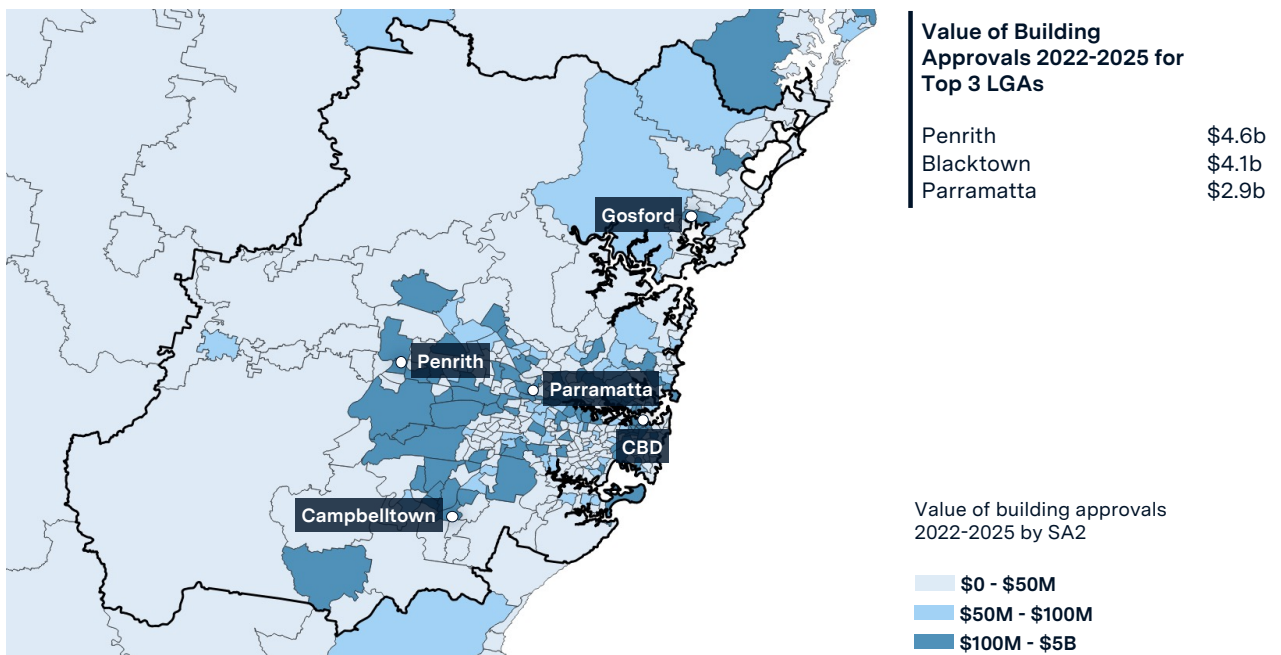 Value of Building
Approvals 2022-2025 for
Top 3 LGAs
Penrith $4.6b
Blacktown $4.1b
Parramatta $2.9b
Gosford
Penrith
Parramatta
CBD
Campbelltown
Value of building approvals
2022-2025 by SA2
$0 - $50M
$50M - $100M
$100M - $5B